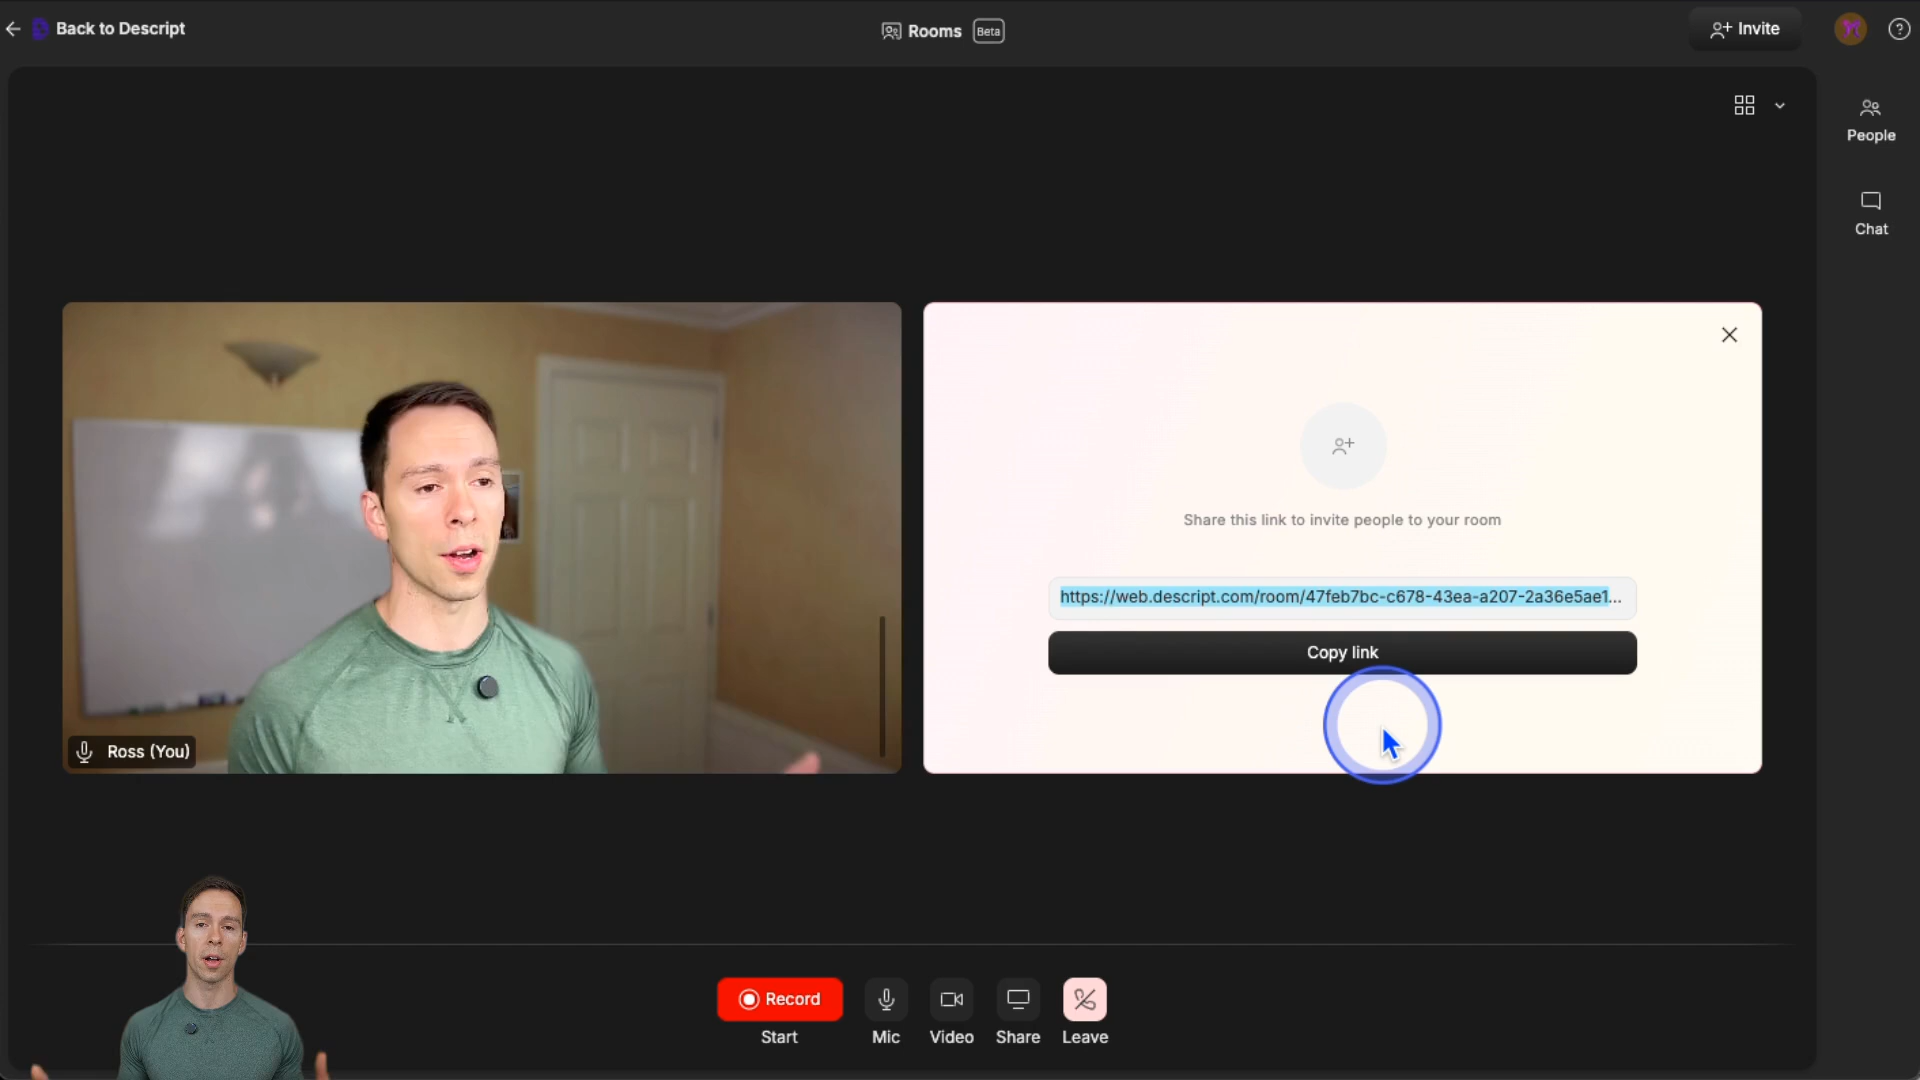 Back to Descript
Rooms Beta
Invite
People
Chat
Share this link to invite people to your room
https://web.descript.com/room/47feb7bc-c678-43ea-a207-2a36e5ae1...
Copy link
Ross (You)
Record
Start
Mic
Video
Share
Leave